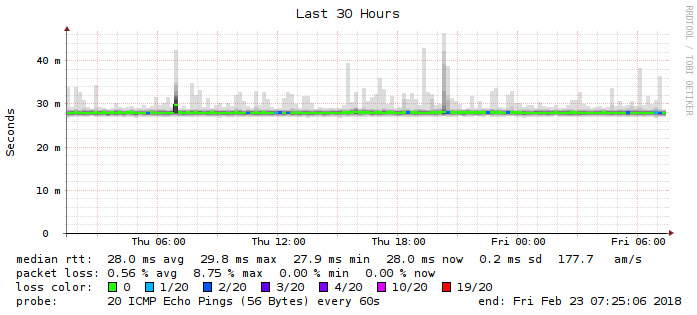 Last 30 Hours
RRDTOOL / TOBI OETIKER
Seconds
40 m
30 m
20 m
10 m
0
Thu 06:00 Thu 12:00 Thu 18:00 Fri 00:00 Fri 06:00
median rtt: 28.0 ms avg 29.8 ms max 27.9 ms min 28.0 ms now 0.2 ms sd 177.7 am/s
packet loss: 0.56 % avg 8.75 % max 0.00 % min 0.00 % now
loss color: 0 1/20 2/20 3/20 4/20 10/20 19/20
probe: 20 ICMP Echo Pings (56 Bytes) every 60s end: Fri Feb 23 07:25:06 2018